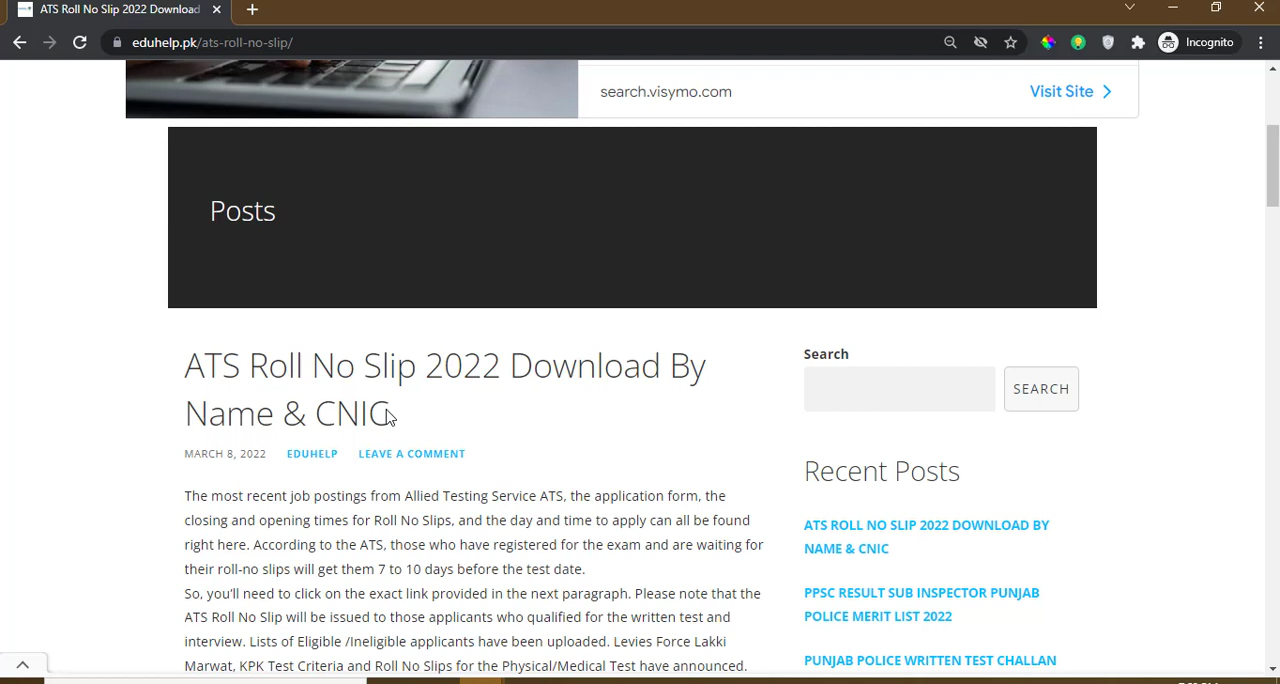 ATS Roll No Slip 2022 Download
eduhelp.pk/ats-roll-no-slip/
Incognito
search.visymo.com
Visit Site
Posts
ATS Roll No Slip 2022 Download By
Name & CNIC
MARCH 8, 2022 EDUHELP LEAVE A COMMENT
The most recent job postings from Allied Testing Service ATS, the application form, the
closing and opening times for Roll No Slips, and the day and time to apply can all be found
right here. According to the ATS, those who have registered for the exam and are waiting for
their roll-no slips will get them 7 to 10 days before the test date.
So, you’ll need to click on the exact link provided in the next paragraph. Please note that the
ATS Roll No Slip will be issued to those applicants who qualified for the written test and
interview. Lists of Eligible /Ineligible applicants have been uploaded. Levies Force Lakki
Marwat, KPK Test Criteria and Roll No Slips for the Physical/Medical Test have announced.
Search
SEARCH
Recent Posts
ATS ROLL NO SLIP 2022 DOWNLOAD BY
NAME & CNIC
PPSC RESULT SUB INSPECTOR PUNJAB
POLICE MERIT LIST 2022
PUNJAB POLICE WRITTEN TEST CHALLAN